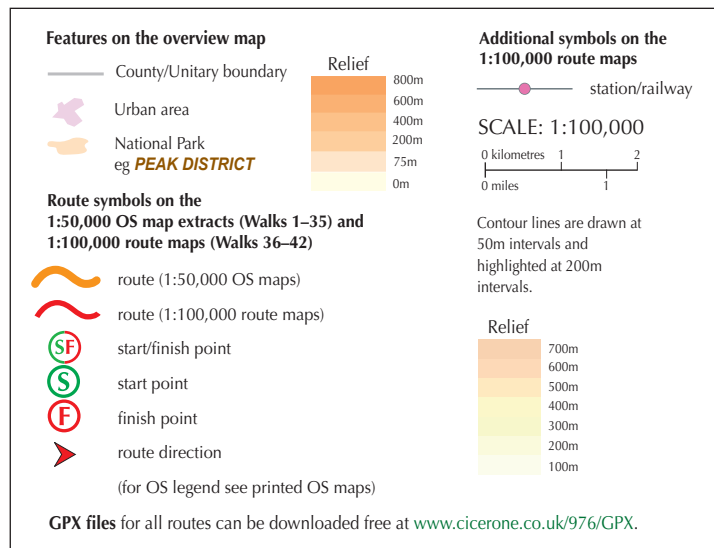 Features on the overview map
County/Unitary boundary
Urban area
National Park
eg PEAK DISTRICT
Relief
800m
600m
400m
200m
75m
0m
Route symbols on the
1:50,000 OS map extracts (Walks 1–35) and
1:100,000 route maps (Walks 36–42)
route (1:50,000 OS maps)
route (1:100,000 route maps)
SF start/finish point
S start point
F finish point
route direction
(for OS legend see printed OS maps)
Additional symbols on the
1:100,000 route maps
station/railway
SCALE: 1:100,000
0 kilometres 1 2
0 miles 1
Contour lines are drawn at
50m intervals and
highlighted at 200m
intervals.
Relief
700m
600m
500m
400m
300m
200m
100m
GPX files for all routes can be downloaded free at www.cicerone.co.uk/976/GPX.